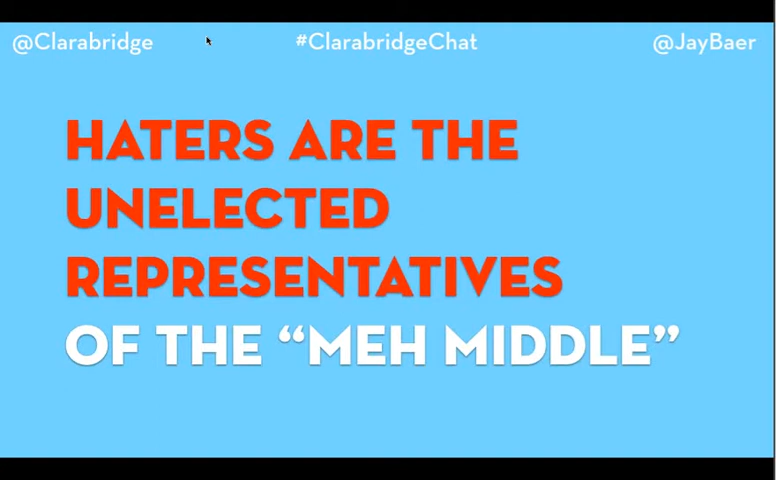 @Clarabridge #ClarabridgeChat @JayBaer
HATERS ARE THE
UNELECTED
REPRESENTATIVES
OF THE “MEH MIDDLE”